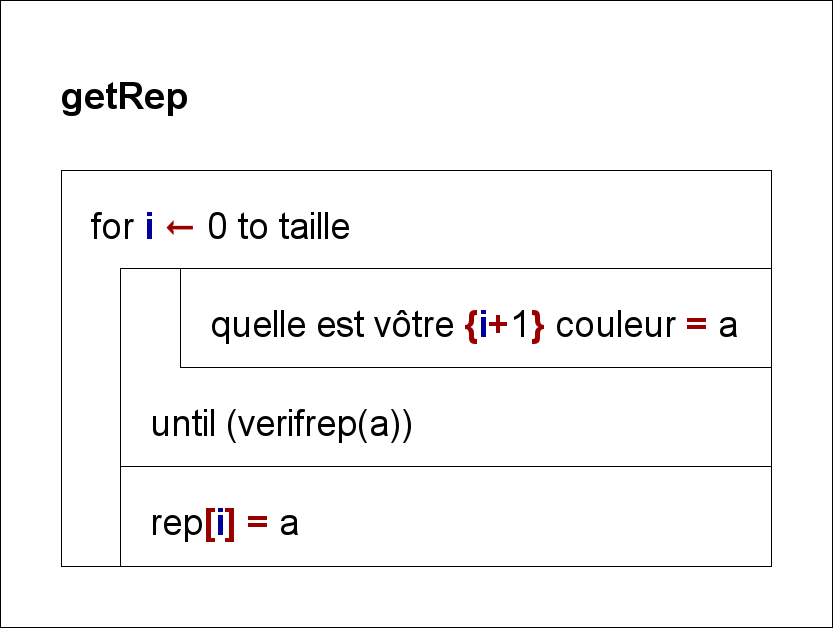 getRep
for i ← 0 to taille
quelle est vôtre {i+1} couleur = a
until (verifrep(a))
rep[i] = a